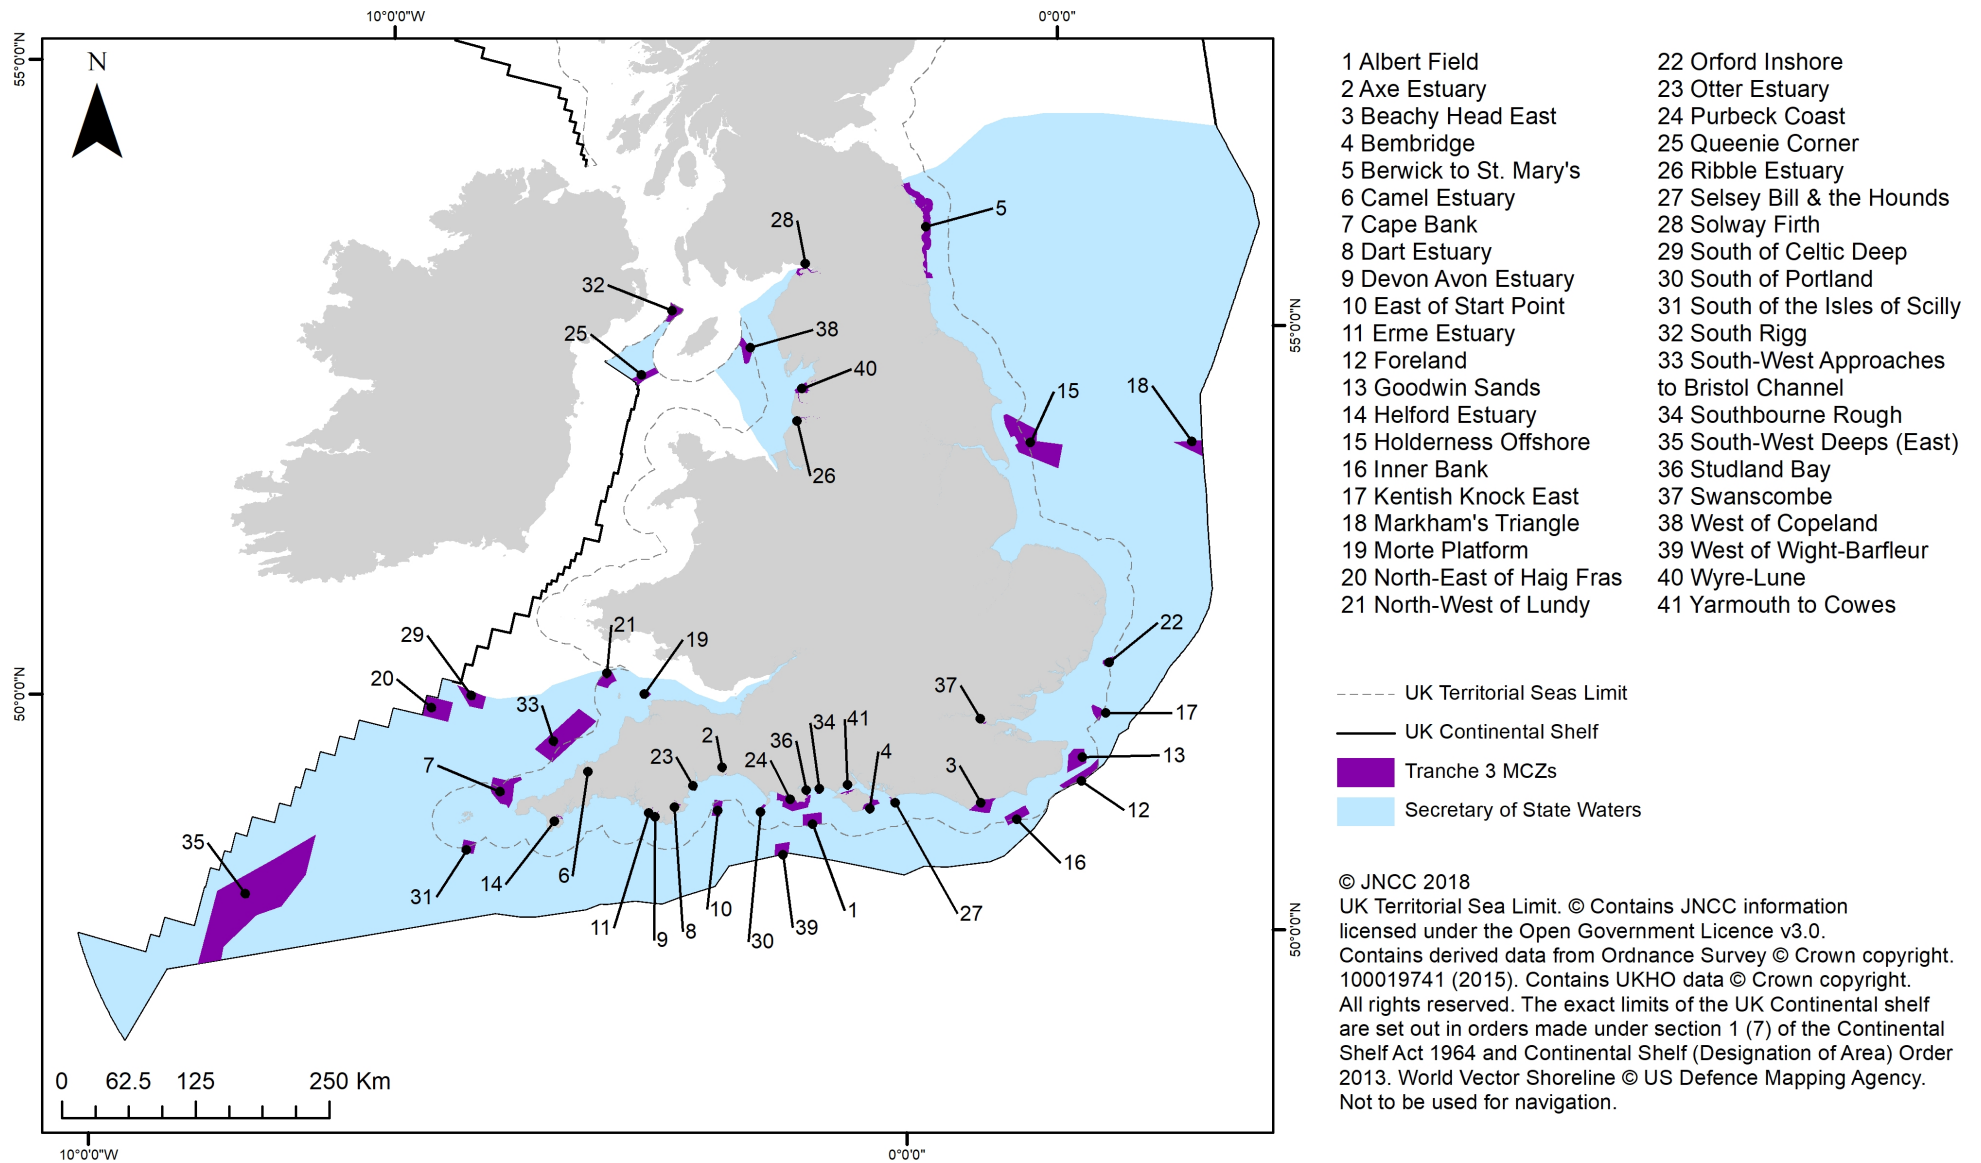 10°0'0"W
0°0'0"
55°0'0"N
N
28
5
32
25
38
40
15
18
26
22
21
19
29
20
33
37
17
41
34
36
2
4
23
24
3
13
7
12
35
16
31
14
6
10
1
27
11
9
8
30
39
50°0'0"N
55°0'0"N
50°0'0"N
0 62.5 125 250 Km
10°0'0"W
0°0'0"
1 Albert Field
2 Axe Estuary
3 Beachy Head East
4 Bembridge
5 Berwick to St. Mary's
6 Camel Estuary
7 Cape Bank
8 Dart Estuary
9 Devon Avon Estuary
10 East of Start Point
11 Erme Estuary
12 Foreland
13 Goodwin Sands
14 Helford Estuary
15 Holderness Offshore
16 Inner Bank
17 Kentish Knock East
18 Markham's Triangle
19 Morte Platform
20 North-East of Haig Fras
21 North-West of Lundy
22 Orford Inshore
23 Otter Estuary
24 Purbeck Coast
25 Queenie Corner
26 Ribble Estuary
27 Selsey Bill & the Hounds
28 Solway Firth
29 South of Celtic Deep
30 South of Portland
31 South of the Isles of Scilly
32 South Rigg
33 South-West Approaches
to Bristol Channel
34 Southbourne Rough
35 South-West Deeps (East)
36 Studland Bay
37 Swanscombe
38 West of Copeland
39 West of Wight-Barfleur
40 Wyre-Lune
41 Yarmouth to Cowes
UK Territorial Seas Limit
UK Continental Shelf
Tranche 3 MCZs
Secretary of State Waters
© JNCC 2018
UK Territorial Sea Limit. © Contains JNCC information
licensed under the Open Government Licence v3.0.
Contains derived data from Ordnance Survey © Crown copyright.
100019741 (2015). Contains UKHO data © Crown copyright.
All rights reserved. The exact limits of the UK Continental shelf
are set out in orders made under section 1 (7) of the Continental
Shelf Act 1964 and Continental Shelf (Designation of Area) Order
2013. World Vector Shoreline © US Defence Mapping Agency.
Not to be used for navigation.